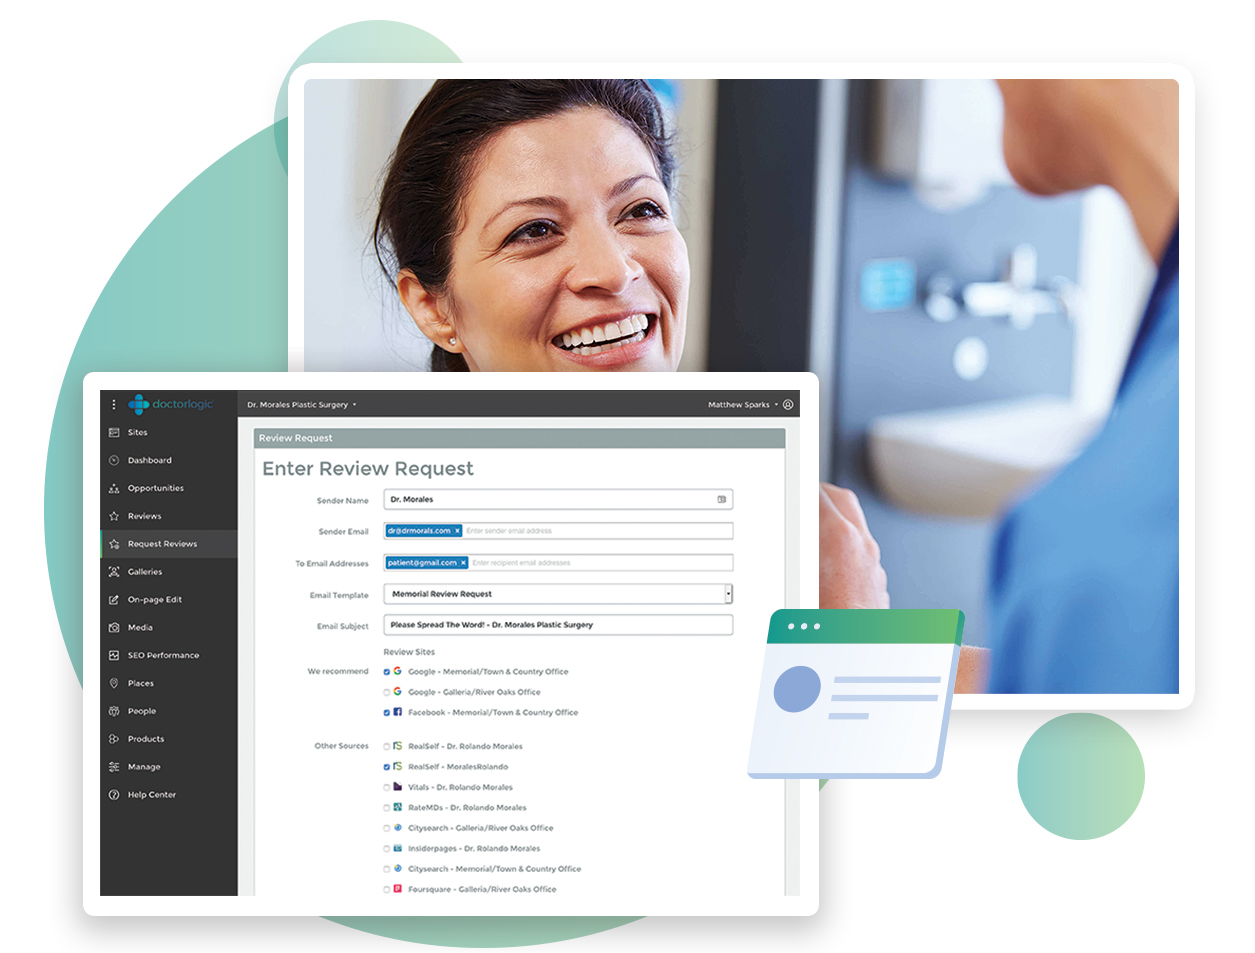 doctorlogic
Dr. Morales Plastic Surgery
Matthew Sparks
Sites
Dashboard
Opportunities
Reviews
Request Reviews
Galleries
On-page Edit
Media
SEO Performance
Places
People
Products
Manage
Help Center
Review Request
Enter Review Request
Sender Name
Dr. Morales
Sender Email
dr@drmorals.com × Enter sender email address
To Email Addresses
patient@gmail.com × Enter recipient email addresses
Email Template
Memorial Review Request
Email Subject
Please Spread The Word! - Dr. Morales Plastic Surgery
Review Sites
We recommend
Google - Memorial/Town & Country Office
Google - Galleria/River Oaks Office
Facebook - Memorial/Town & Country Office
Other Sources
RealSelf - Dr. Rolando Morales
RealSelf - MoralesRolando
Vitals - Dr. Rolando Morales
RateMDs - Dr. Rolando Morales
Citysearch - Galleria/River Oaks Office
Insiderpages - Dr. Rolando Morales
Citysearch - Memorial/Town & Country Office
Foursquare - Galleria/River Oaks Office